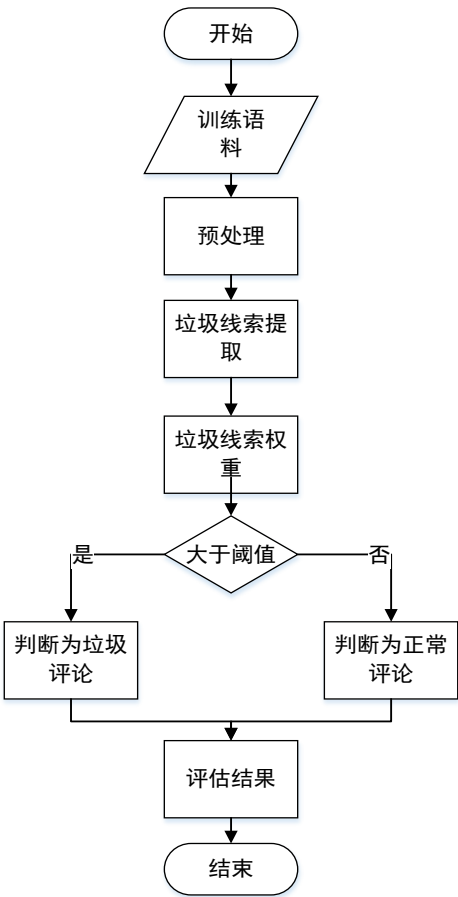 开始
训练语
料
预处理
垃圾线索提
取
垃圾线索权
重
大于阈值
是
否
判断为垃圾
评论
判断为正常
评论
评估结果
结束